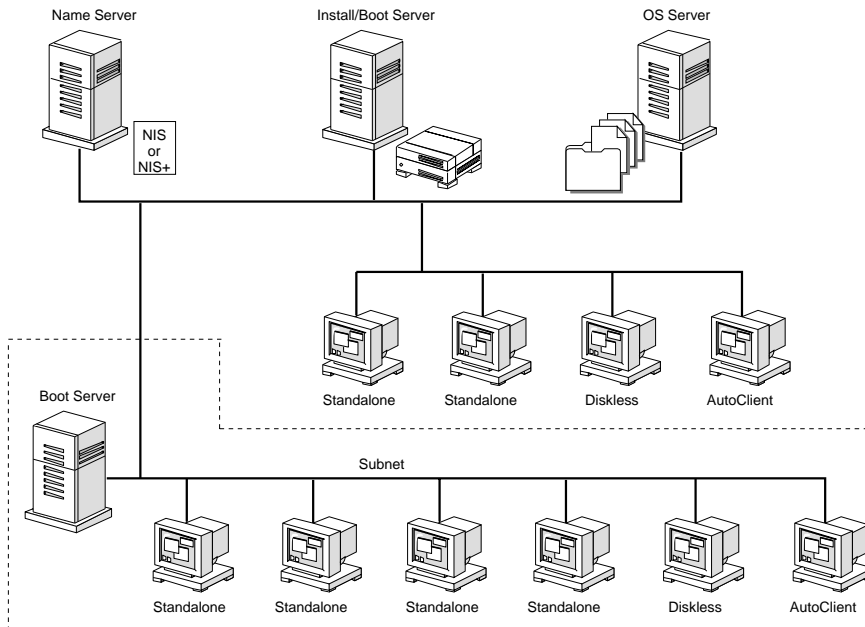 Name Server
Install/Boot Server
OS Server
NIS
or
NIS+
Standalone
Standalone
Diskless
AutoClient
Boot Server
Subnet
Standalone
Standalone
Standalone
Standalone
Diskless
AutoClient